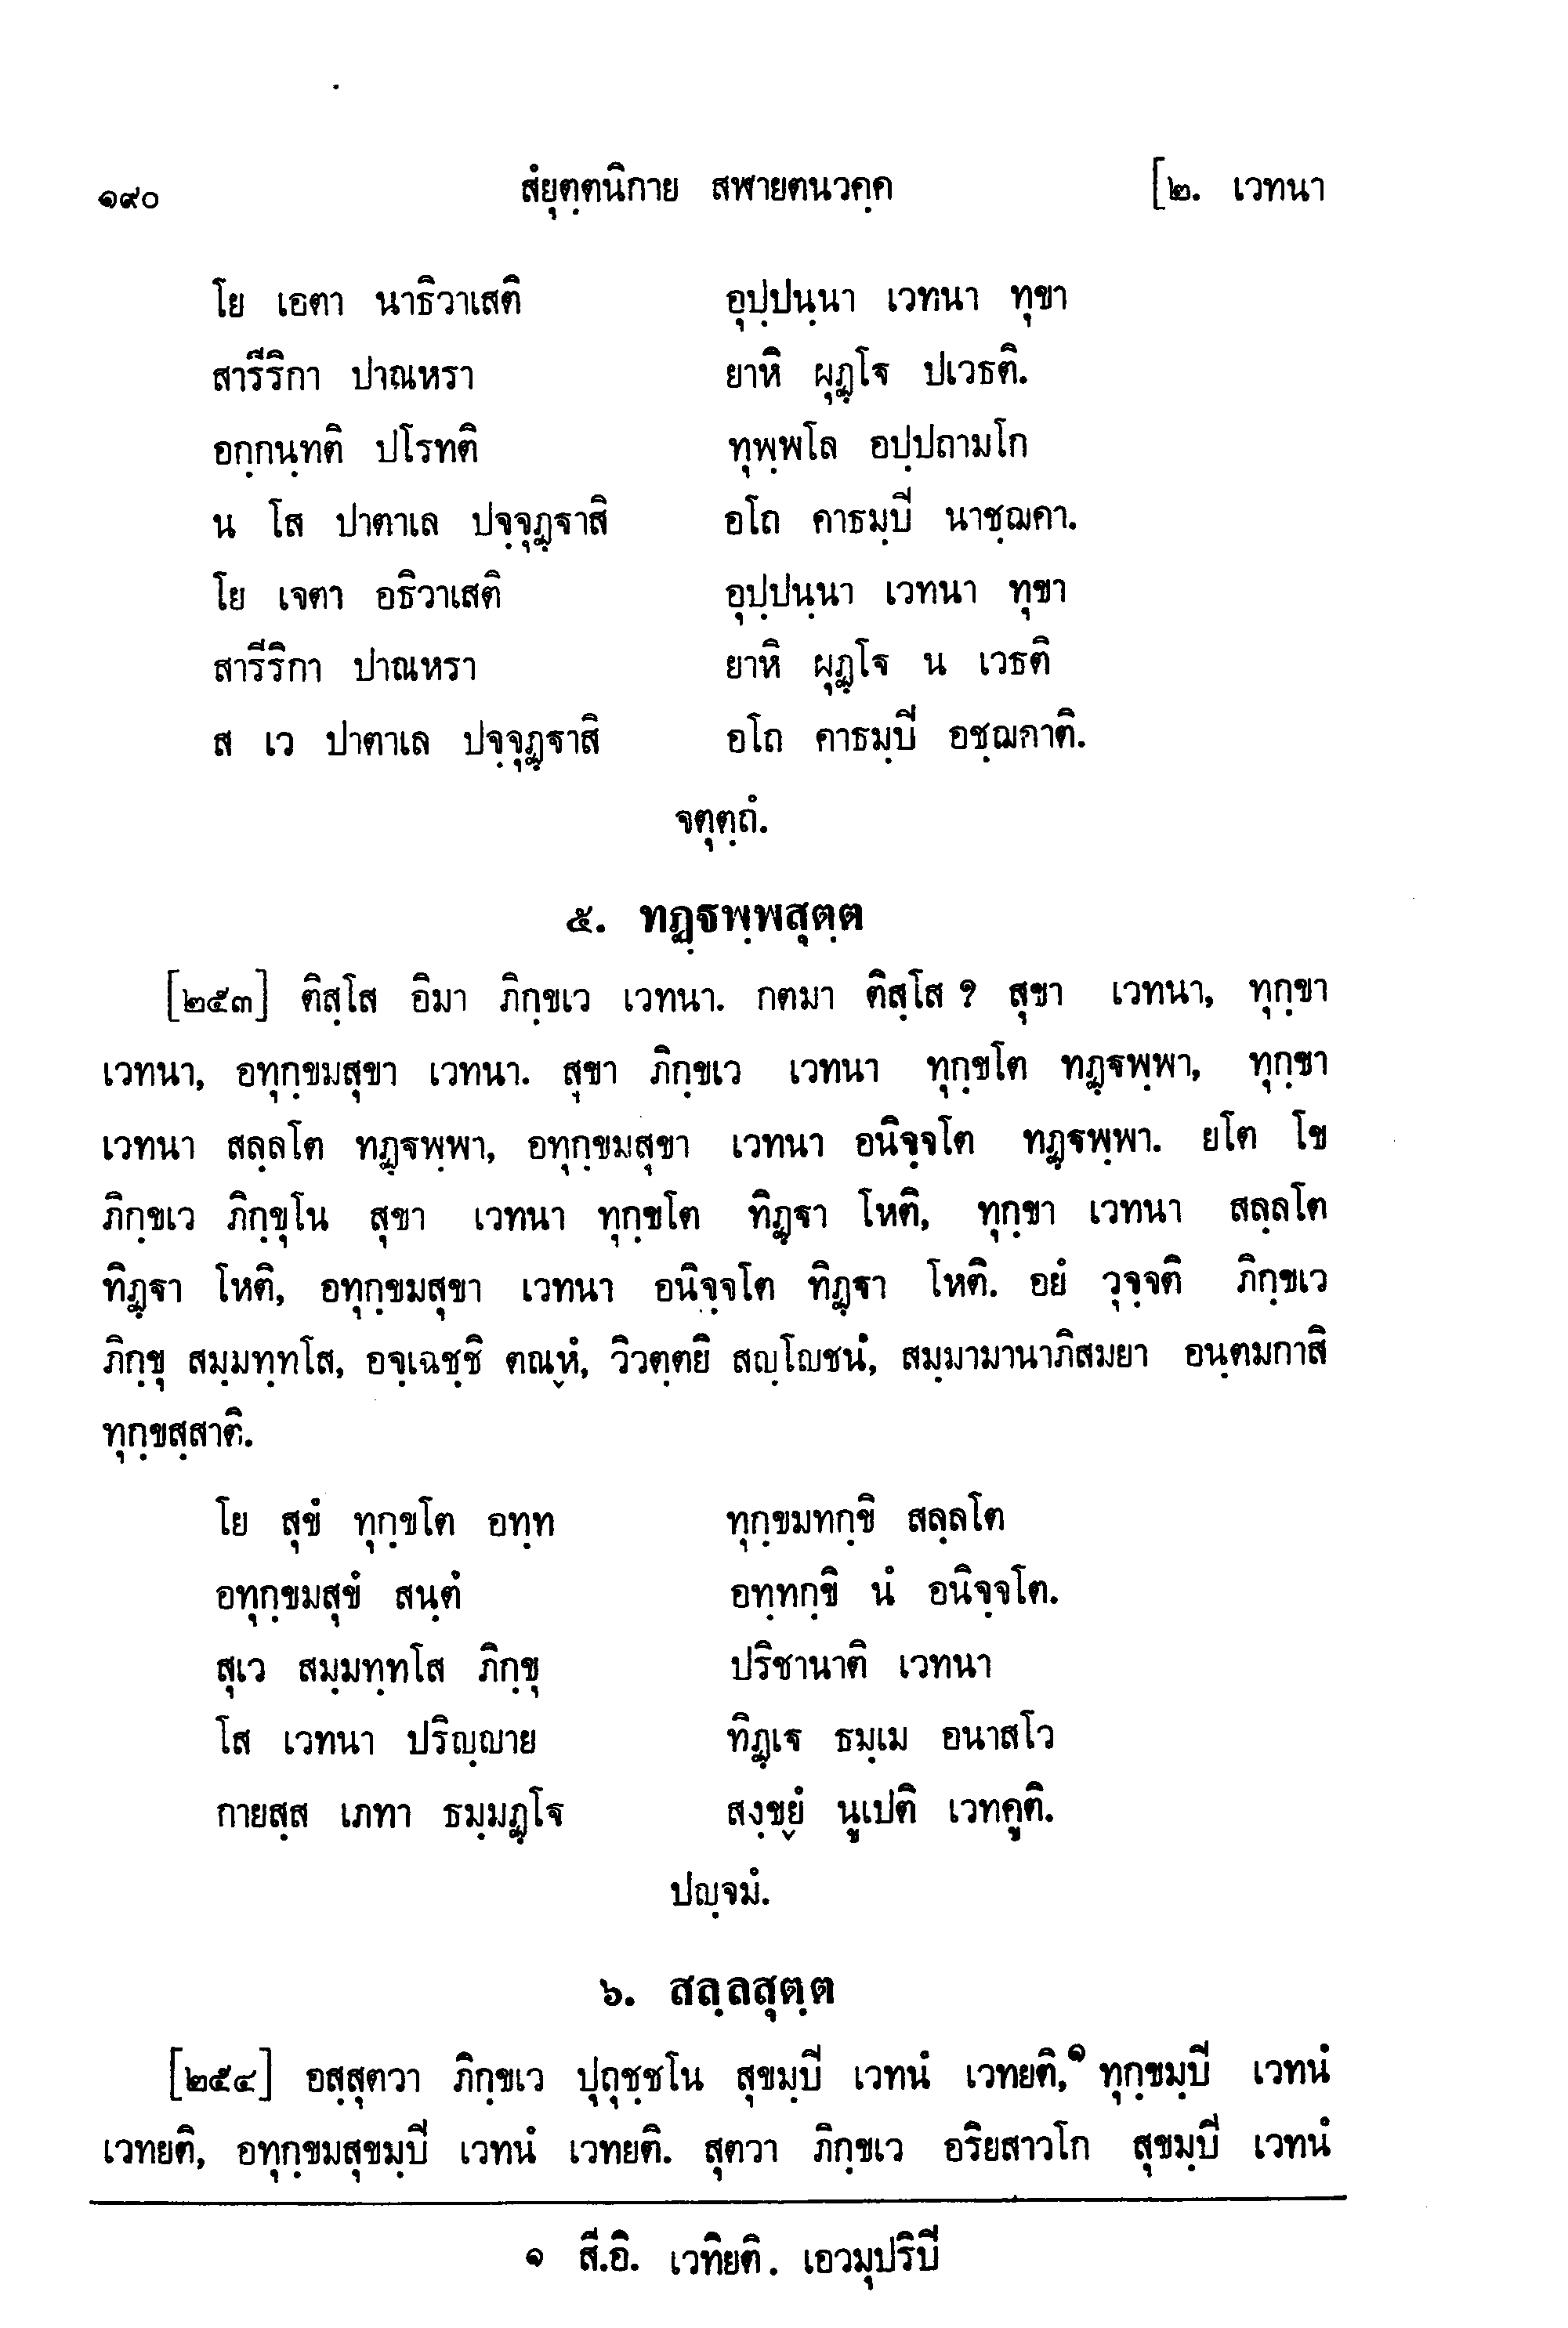 ๑๙๐ สํยุตฺตนิกาย สฬายตนวคฺค [๒. เวทนา
โย เอตา นาธิวาเสติ อุปฺปนฺนา เวทนา ทุขา
สารีริกา ปาณหรา ยาหิ ผุฏฺโฐ ปเวธติ.
อกฺกนฺทติ ปโรทติ ทุพฺพโล อปฺปถามโก
น โส ปาตาเล ปจฺจุฏฺฐาสิ อโถ คาธมฺปี นาชฺฌคา.
โย เจตา อธิวาเสติ อุปฺปนฺนา เวทนา ทุขา
สารีริกา ปาณหรา ยาหิ ผุฏฺโฐ น เวธติ
ส เว ปาตาเล ปจฺจุฏฺฐาสิ อโถ คาธมฺปี อชฺฌคาติ.
จตุตฺถํ.
๕. ทฏฺฐพฺพสุตฺต
[๒๕๓] ติสฺโส อิมา ภิกฺขเว เวทนา. กตมา ติสฺโส ? สุขา เวทนา, ทุกฺขา
เวทนา, อทุกฺขมสุขา เวทนา. สุขา ภิกฺขเว เวทนา ทุกฺขโต ทฏฺฐพฺพา, ทุกฺขา
เวทนา สลฺลโต ทฏฺฐพฺพา, อทุกฺขมสุขา เวทนา อนิจฺจโต ทฏฺฐพฺพา. ยโต โข
ภิกฺขเว ภิกฺขุโน สุขา เวทนา ทุกฺขโต ทิฏฺฐา โหติ, ทุกฺขา เวทนา สลฺลโต
ทิฏฺฐา โหติ, อทุกฺขมสุขา เวทนา อนิจฺจโต ทิฏฺฐา โหติ. อยํ วุจฺจติ ภิกฺขเว
ภิกฺขุ สมฺมทฺทโส, อจฺเฉชฺชิ ตณฺหํ, วิวตฺตยิ สญฺโญชนํ, สมฺมามานาภิสมยา อนฺตมกาสิ
ทุกฺขสฺสาติ.
โย สุขํ ทุกฺขโต อทฺท ทุกฺขมทกฺขิ สลฺลโต
อทุกฺขมสุขํ สนฺตํ อทฺทกฺขิ นํ อนิจฺจโต.
สเว สมฺมทฺทโส ภิกฺขุ ปริชานาติ เวทนา
โส เวทนา ปริญฺญาย ทิฏฺเฐ ธมฺเม อนาสโว
กายสฺส เภทา ธมฺมฏฺโฐ สงฺขฺยํ นูเปติ เวทคูติ.
ปญฺจมํ.
๖. สลฺลสุตฺต
[๒๕๔] อสฺสุตวา ภิกฺขเว ปุถุชฺชโน สุขมฺปี เวทนํ เวทยติ,๑ ทุกฺขมฺปี เวทนํ
เวทยติ, อทุกฺขมสุขมฺปี เวทนํ เวทยติ. สุตวา ภิกฺขเว อริยสาวโก สุขมฺปี เวทนํ
๑ สี.อิ. เวทิยติ. เอวมุปริปี